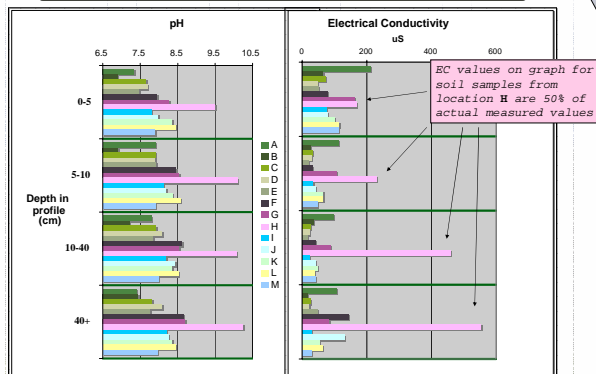 pH
Electrical Conductivity
uS
6.5 7.5 8.5 9.5 10.5
0 200 400 600
EC values on graph for
soil samples from
location H are 50% of
actual measured values
0-5
5-10
Depth in
profile
(cm)
10-40
40+
A
B
C
D
E
F
G
H
I
J
K
L
M